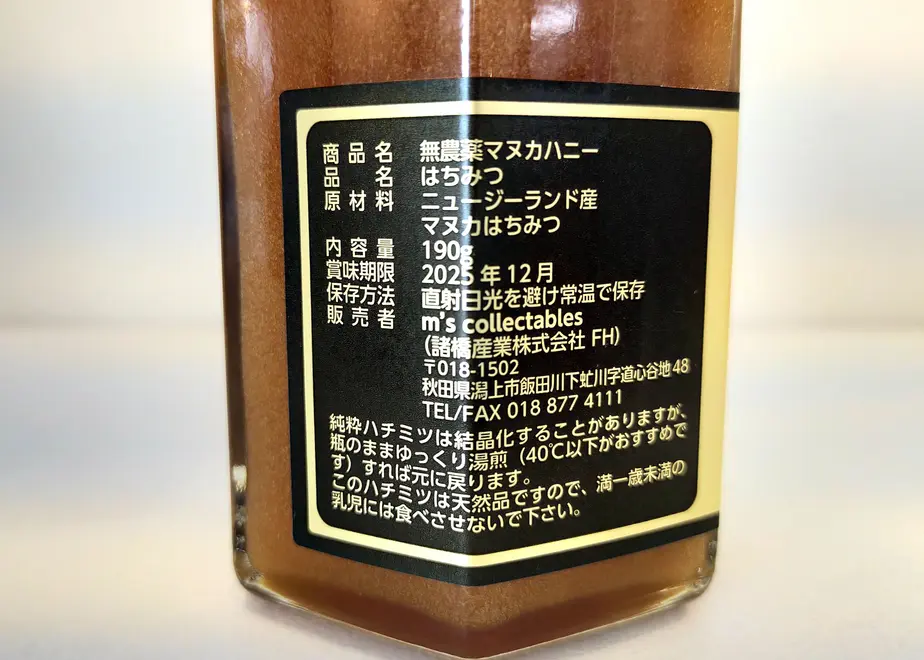 商品名 無農薬マヌカハニー
品名 はちみつ
原材料 ニュージーランド産
マヌカはちみつ
内容量 190g
賞味期限 2025年12月
保存方法 直射日光を避け常温で保存
販売者 m's collectables
(諸橋産業株式会社 FH)
〒018-1502
秋田県潟上市飯田川下虻川字道心谷地48
TEL/FAX 018 877 4111
純粋ハチミツは結晶化することがありますが、
瓶のままゆっくり湯煎(40℃以下がおすすめで
す)すれば元に戻ります。
このハチミツは天然品ですので、満一歳未満の
乳児には食べさせないで下さい。